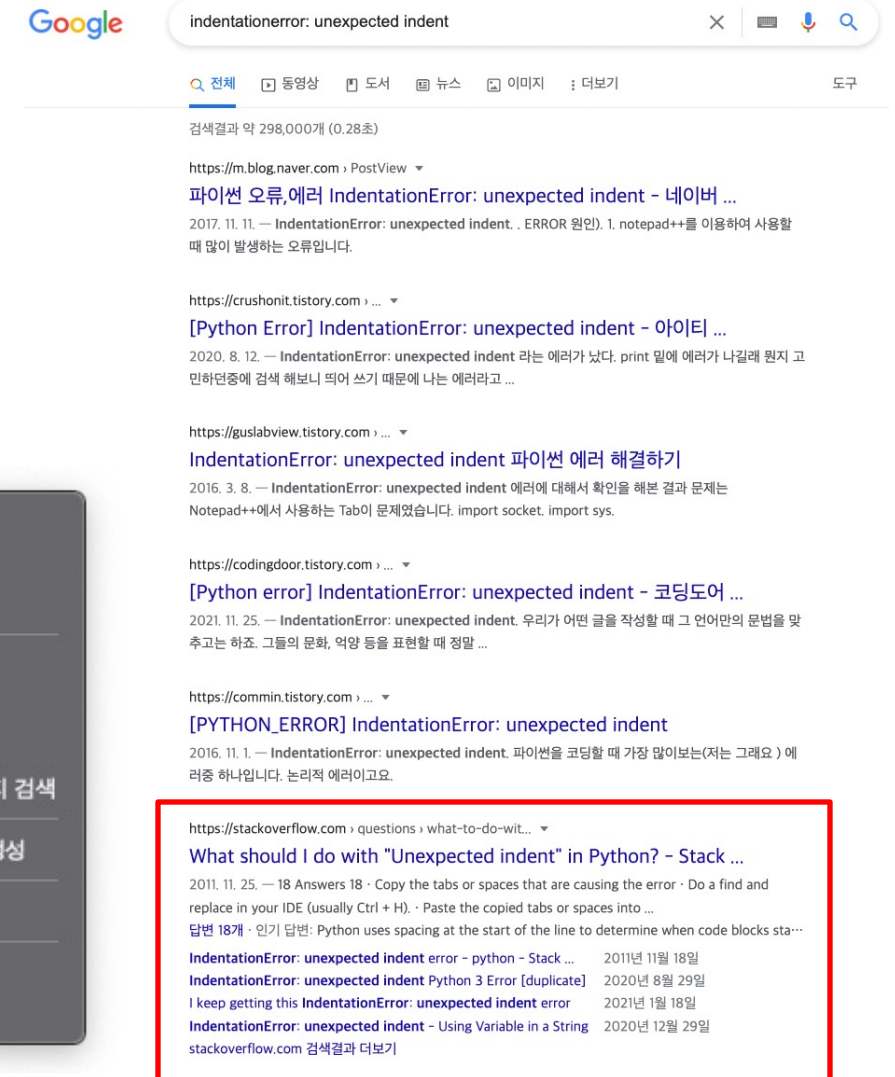 Google
indentationerror: unexpected indent
전체 동영상 도서 뉴스 이미지 더보기 도구
검색결과 약 298,000개 (0.28초)
https://m.blog.naver.com › PostView
파이썬 오류,에러 IndentationError: unexpected indent - 네이버 ...
2017. 11. 11. — IndentationError: unexpected indent. . ERROR 원인). 1. notepad++를 이용하여 사용할
때 많이 발생하는 오류입니다.
https://crushonit.tistory.com › ...
[Python Error] IndentationError: unexpected indent - 아이티 ...
2020. 8. 12. — IndentationError: unexpected indent 라는 에러가 났다. print 밑에 에러가 나길래 뭔지 고
민하던중에 검색 해보니 띄어 쓰기 때문에 나는 에러라고 ...
https://guslabview.tistory.com › ...
IndentationError: unexpected indent 파이썬 에러 해결하기
2016. 3. 8. — IndentationError: unexpected indent 에러에 대해서 확인을 해본 결과 문제는
Notepad++에서 사용하는 Tab이 문제였습니다. import socket. import sys.
https://codingdoor.tistory.com › ...
[Python error] IndentationError: unexpected indent - 코딩도어 ...
2021. 11. 25. — IndentationError: unexpected indent. 우리가 어떤 글을 작성할 때 그 언어만의 문법을 맞
추고는 하죠. 그들의 문화, 억양 등을 표현할 때 정말 ...
https://commin.tistory.com › ...
[PYTHON_ERROR] IndentationError: unexpected indent
2016. 11. 1. — IndentationError: unexpected indent. 파이썬을 코딩할 때 가장 많이보는(저는 그래요 ) 에
러중 하나입니다. 논리적 에러이고요.
검색
https://stackoverflow.com › questions › what-to-do-wit...
What should I do with "Unexpected indent" in Python? - Stack ...
2011. 11. 25. — 18 Answers 18 · Copy the tabs or spaces that are causing the error · Do a find and
replace in your IDE (usually Ctrl + H). · Paste the copied tabs or spaces into ...
답변 18개 · 인기 답변: Python uses spacing at the start of the line to determine when code blocks sta···
IndentationError: unexpected indent error - python - Stack ... 2011년 11월 18일
IndentationError: unexpected indent Python 3 Error [duplicate] 2020년 8월 29일
I keep getting this IndentationError: unexpected indent error 2021년 1월 18일
IndentationError: unexpected indent - Using Variable in a String 2020년 12월 29일
stackoverflow.com 검색결과 더보기